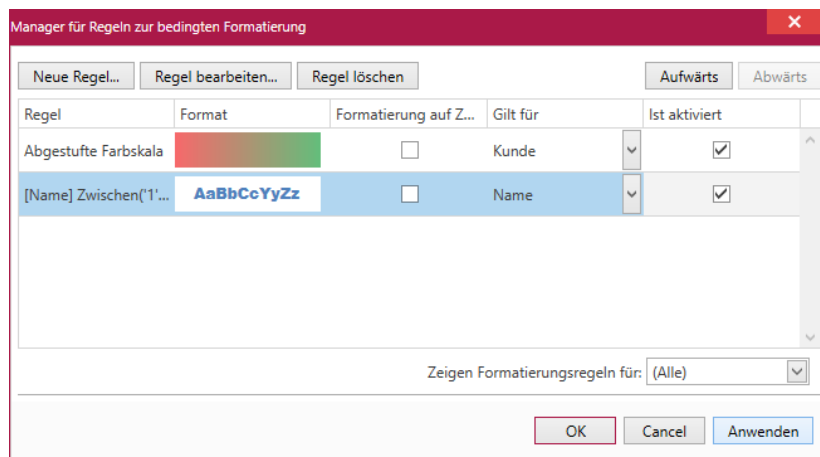 Manager für Regeln zur bedingten Formatierung
Neue Regel... Regel bearbeiten... Regel löschen Aufwärts Abwärts
Regel Format Formatierung auf Z... Gilt für Ist aktiviert
Abgestufte Farbskala Kunde
[Name] Zwischen('1'... AaBbCcYyZz Name
Zeigen Formatierungsregeln für: (Alle)
OK Cancel Anwenden